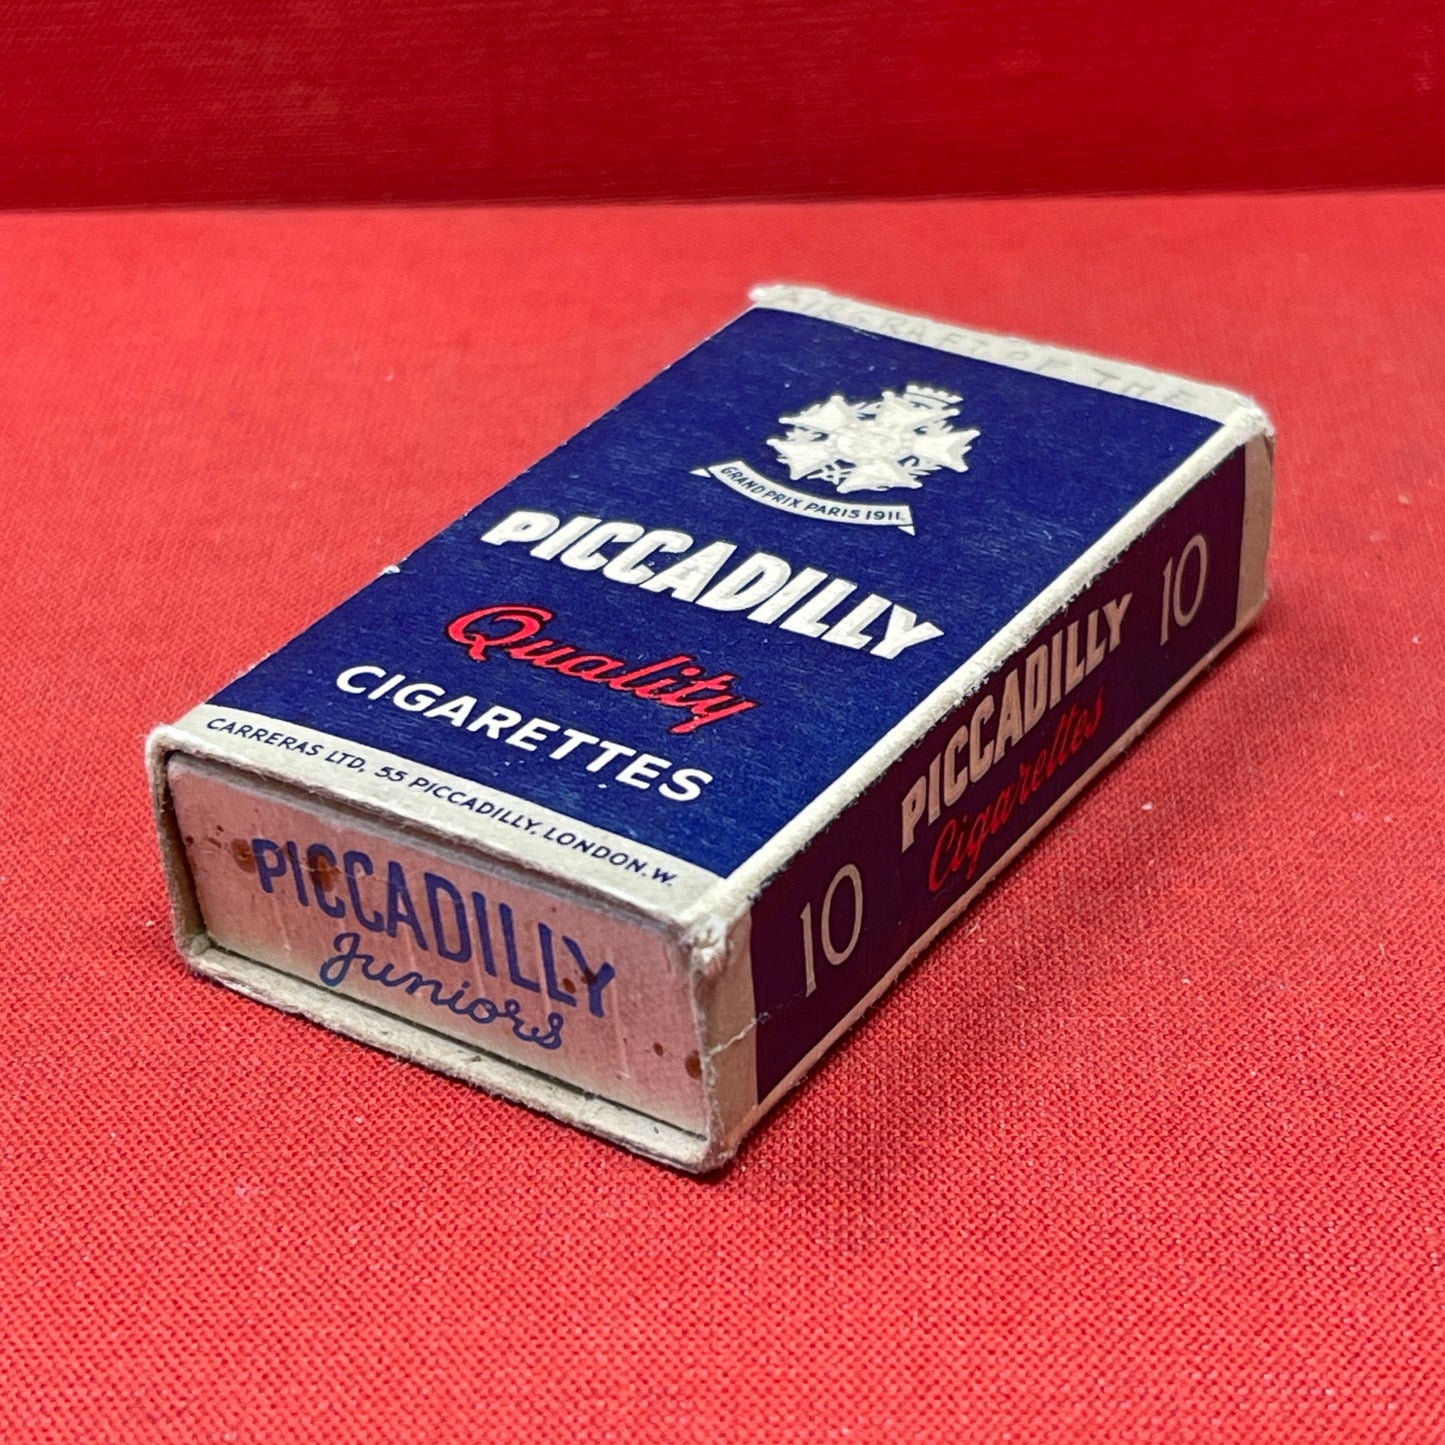 AIRCRAFT OF THE
GRAND PRIX PARIS 1911.
PICCADILLY
Quality
CIGARETTES
CARRERAS LTD, 55 PICCADILLY, LONDON.W.
PICCADILLY
Juniors
10
PICCADILLY
Cigarettes
10